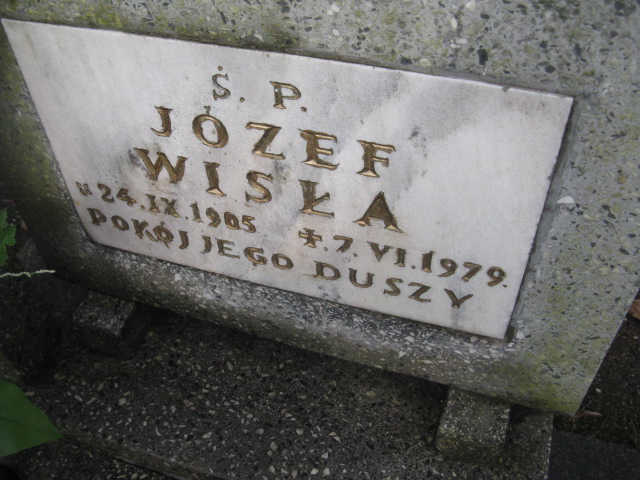 Ś. P.
JÓZEF
WISŁA
u 24.IX.1905 ✝ 7.VI.1979.
POKÓJ JEGO DUSZY